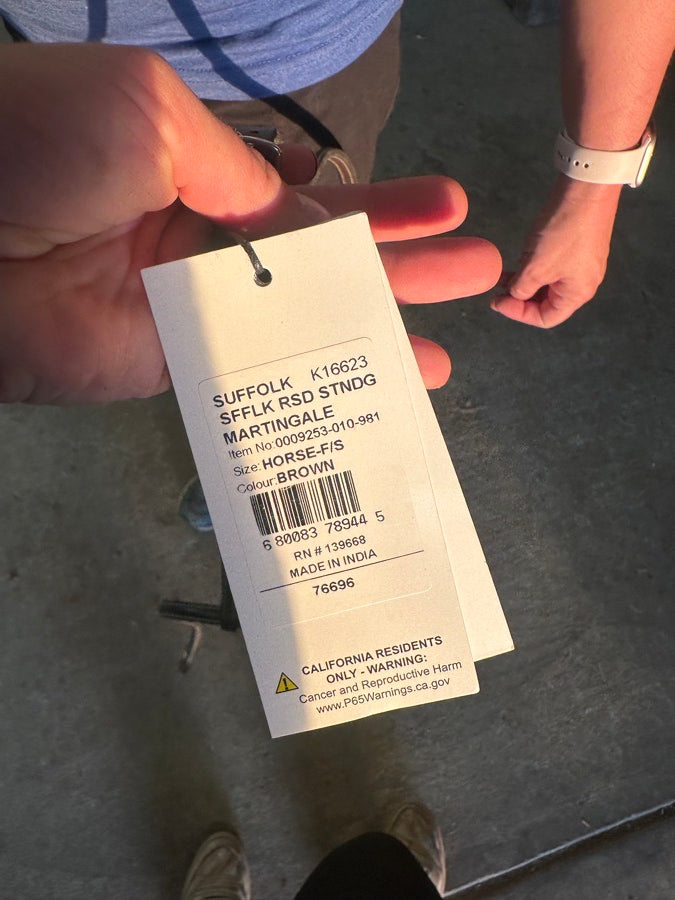 SUFFOLK K16623
SFFLK RSD STNDG
MARTINGALE
Item No:0009253-010-981
Size:HORSE-F/S
Colour:BROWN
6 80083 78944 5
RN # 139668
MADE IN INDIA
76696
CALIFORNIA RESIDENTS
ONLY - WARNING:
Cancer and Reproductive Harm
www.P65Warnings.ca.gov